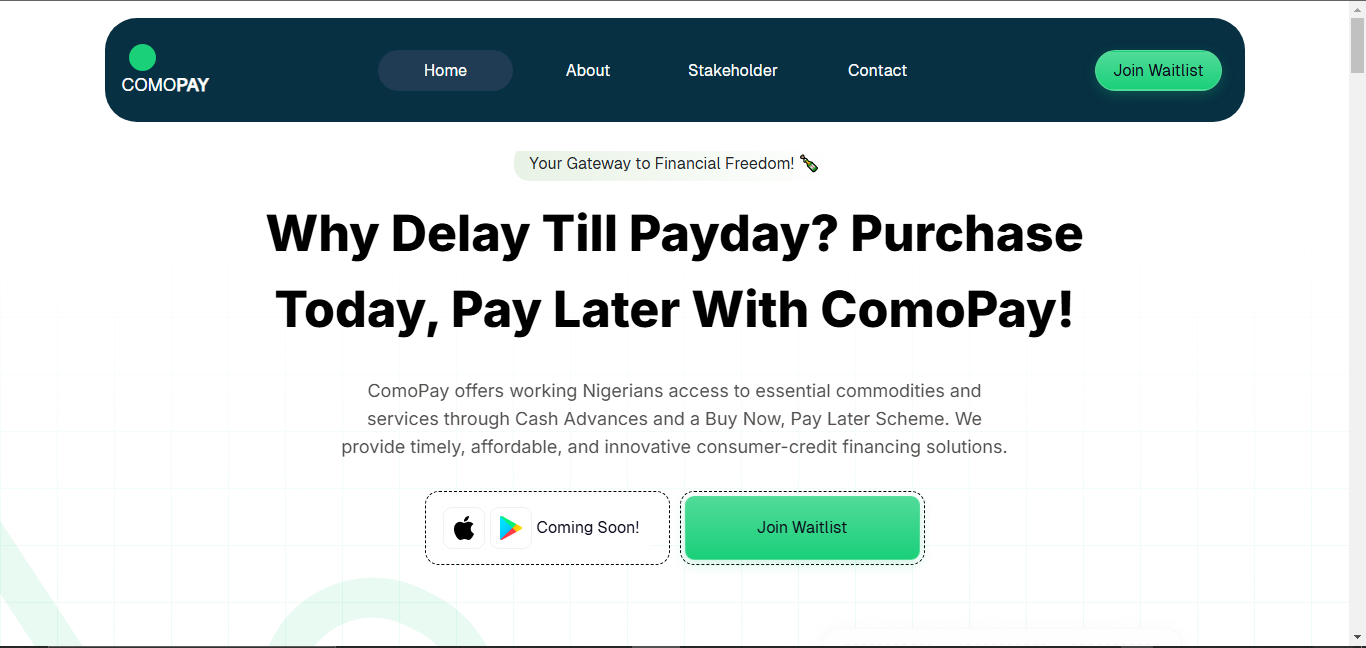 COMOPAY
Home
About
Stakeholder
Contact
Join Waitlist
Your Gateway to Financial Freedom! 🍾
Why Delay Till Payday? Purchase
Today, Pay Later With ComoPay!
ComoPay offers working Nigerians access to essential commodities and
services through Cash Advances and a Buy Now, Pay Later Scheme. We
provide timely, affordable, and innovative consumer-credit financing solutions.
Coming Soon!
Join Waitlist